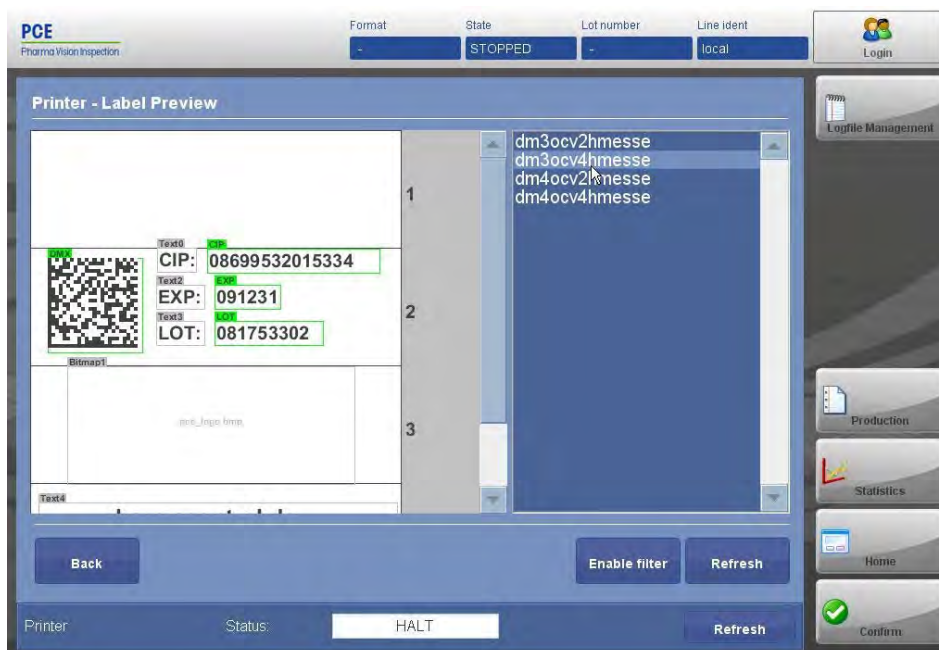 PCE
Pharma Vision Inspection
Format
State
Lot number
Line ident
-
STOPPED
-
local
Login
Printer - Label Preview
Logfile Management
dm3ocv2hmesse
dm3ocv4hmesse
dm4ocv2hmesse
dm4ocv4hmesse
1
Text0 CIP
DMX
CIP: 08699532015334
Text2 EXP
EXP: 091231
2
Text3 LOT
LOT: 081753302
Bitmap1
pce_logo.bmp
3
Text4
Production
Statistics
Home
Confirm
Back
Enable filter
Refresh
Printer
Status:
HALT
Refresh